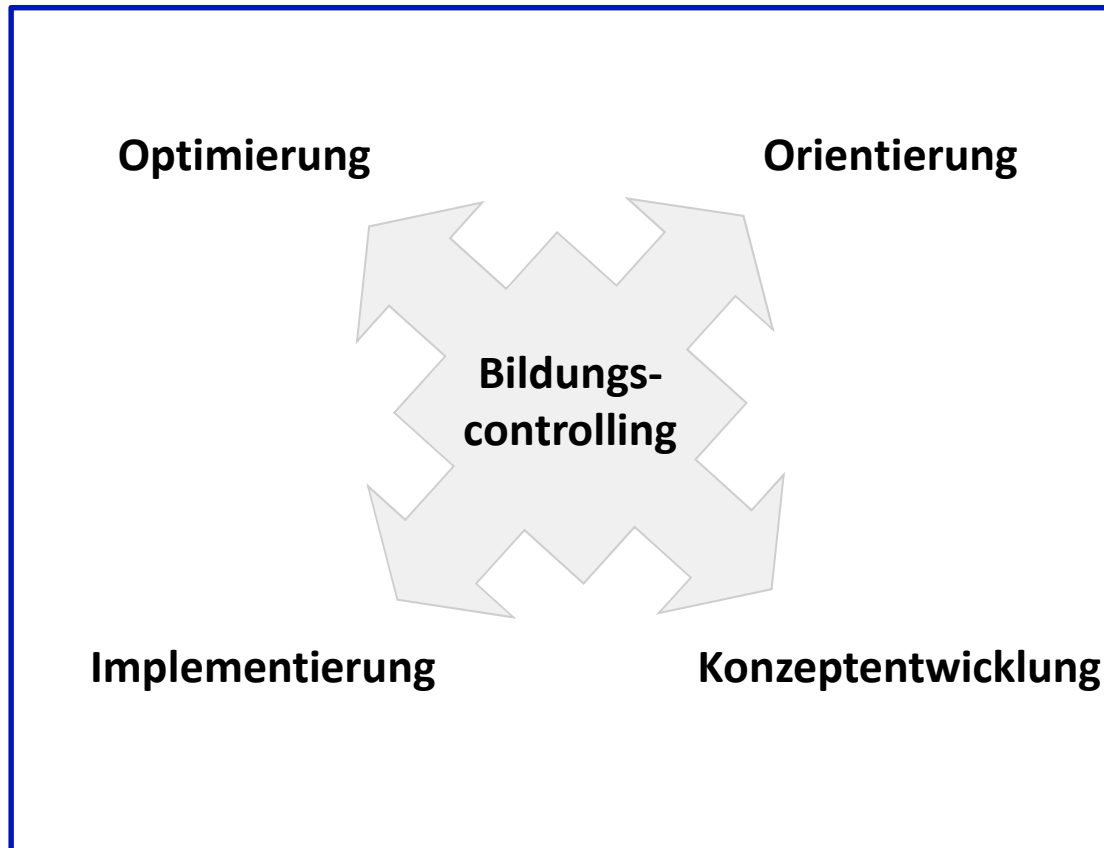 Optimierung
Orientierung
Bildungs-
controlling
Implementierung
Konzeptentwicklung